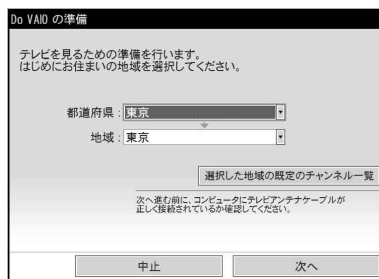 Do VAIO の準備
テレビを見るための準備を行います。
はじめにお住まいの地域を選択してください。
都道府県：東京
地域：東京
選択した地域の既定のチャンネル一覧
次へ進む前に、コンピュータにテレビアンテナケーブルが
正しく接続されているか確認してください。
中止 次へ